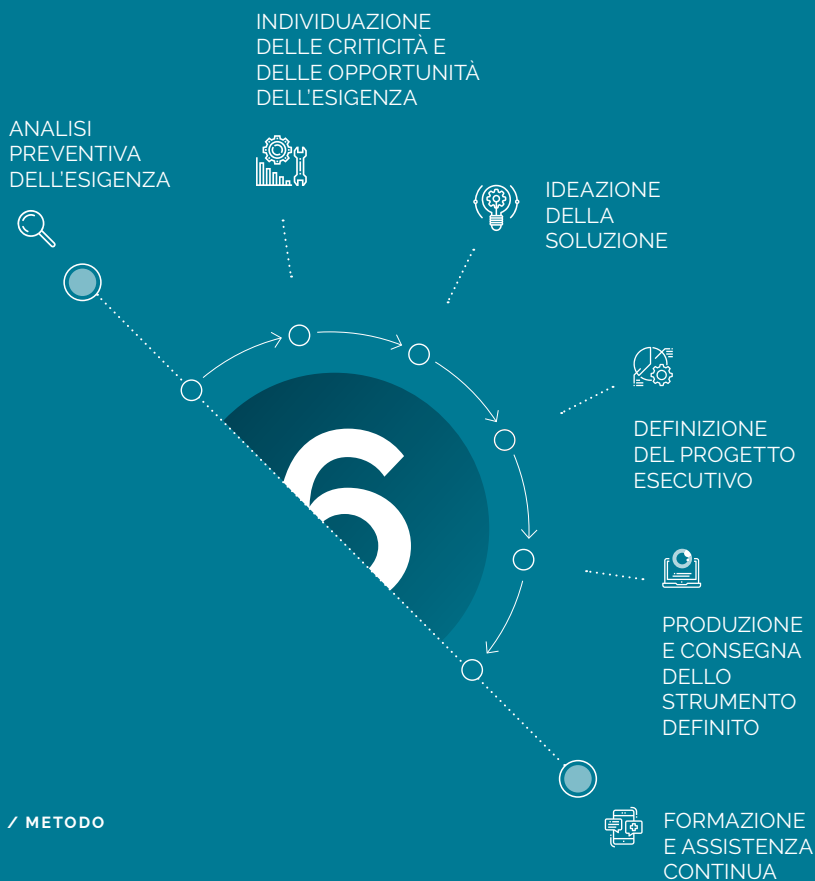 ANALISI
PREVENTIVA
DELL'ESIGENZA
INDIVIDUAZIONE
DELLE CRITICITÀ E
DELLE OPPORTUNITÀ
DELL'ESIGENZA
IDEAZIONE
DELLA
SOLUZIONE
DEFINIZIONE
DEL PROGETTO
ESECUTIVO
PRODUZIONE
E CONSEGNA
DELLO
STRUMENTO
DEFINITO
FORMAZIONE
E ASSISTENZA
CONTINUA
6
/ METODO